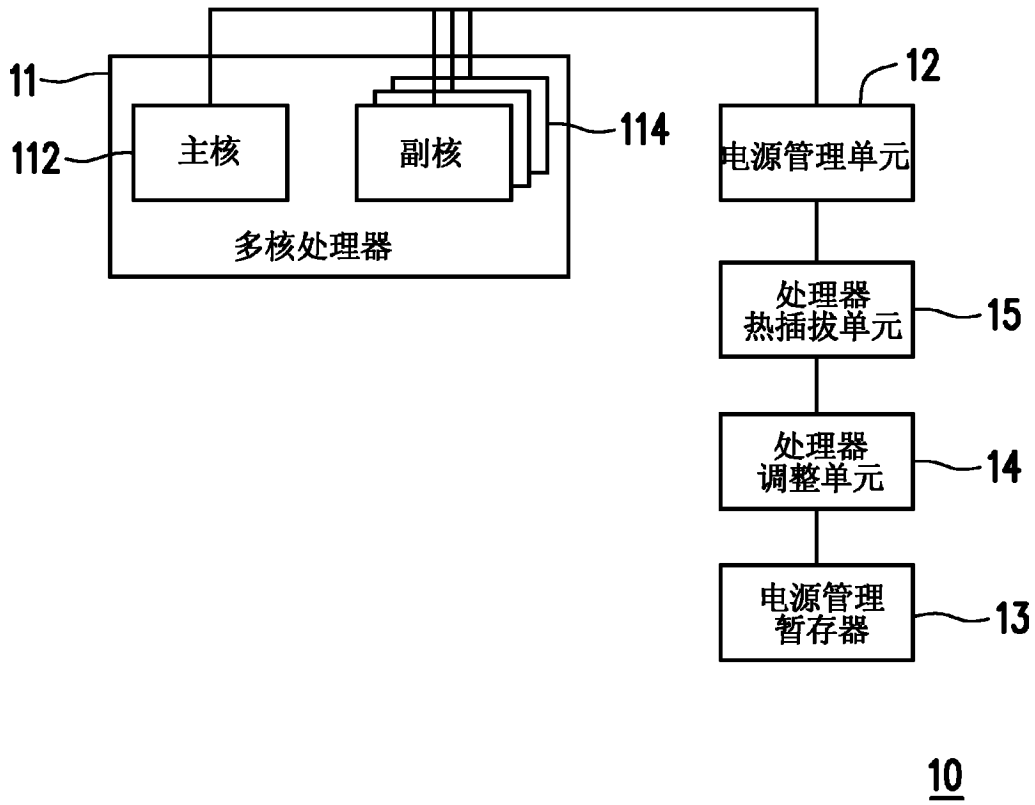 11
12
112
主核
副核
114
电源管理单元
多核处理器
处理器
热插拔单元
15
处理器
调整单元
14
电源管理
暂存器
13
10